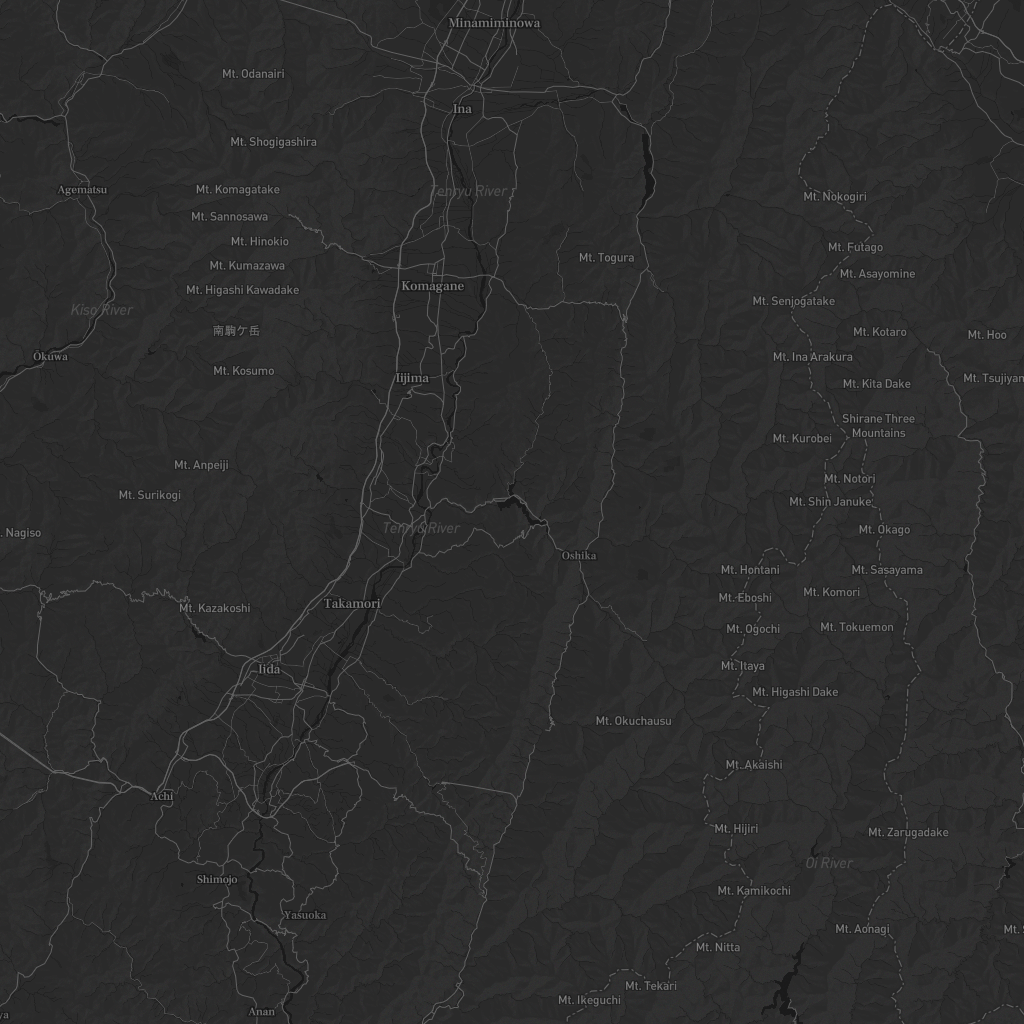 Minamiminowa
Mt. Odanairi
Ina
Mt. Shogigashira
Agematsu
Mt. Komagatake
Tenryu River
Mt. Nokogiri
Mt. Sannosawa
Mt. Hinokio
Mt. Futago
Mt. Togura
Mt. Kumazawa
Mt. Asayomine
Komagane
Mt. Higashi Kawadake
Mt. Senjogatake
Kiso River
南駒ケ岳
Mt. Kotaro
Mt. Hoo
Ōkuwa
Mt. Ina Arakura
Mt. Kosumo
Iijima
Mt. Tsujiyam
Mt. Kita Dake
Shirane Three
Mountains
Mt. Kurobei
Mt. Anpeiji
Mt. Notori
Mt. Surikogi
Mt. Shin Januke
Tenryu River
. Nagiso
Mt. Okago
Oshika
Mt. Hontani
Mt. Sasayama
Mt. Komori
Mt. Eboshi
Takamori
Mt. Kazakoshi
Mt. Ogochi
Mt. Tokuemon
Iida
Mt. Itaya
Mt. Higashi Dake
Mt. Okuchausu
Mt. Akaishi
Achi
Mt. Hijiri
Mt. Zarugadake
Oi River
Shimojo
Mt. Kamikochi
Yasuoka
Mt. Aonagi
Mt. S
Mt. Nitta
Mt. Tekari
Mt. Ikeguchi
Anan
ya